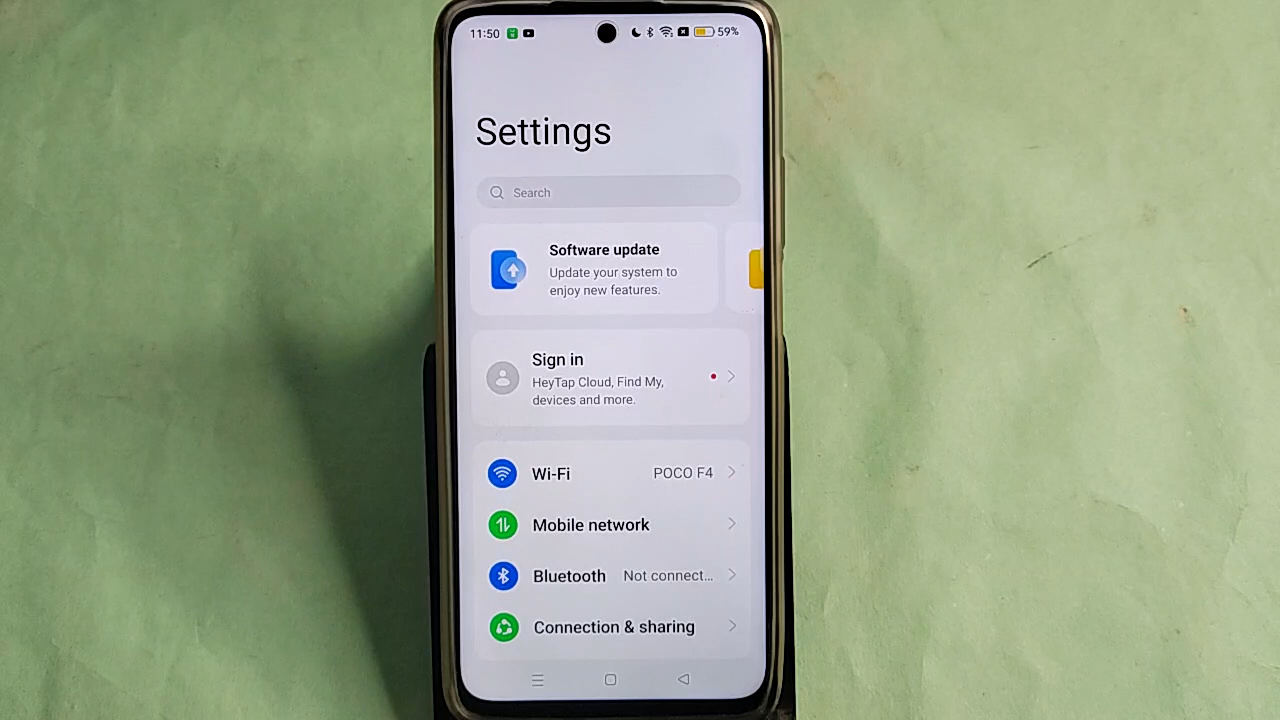 11:50 59%
Settings
Search
Software update
Update your system to
enjoy new features.
Sign in
HeyTap Cloud, Find My,
devices and more.
Wi-Fi POCO F4
Mobile network
Bluetooth Not connect...
Connection & sharing